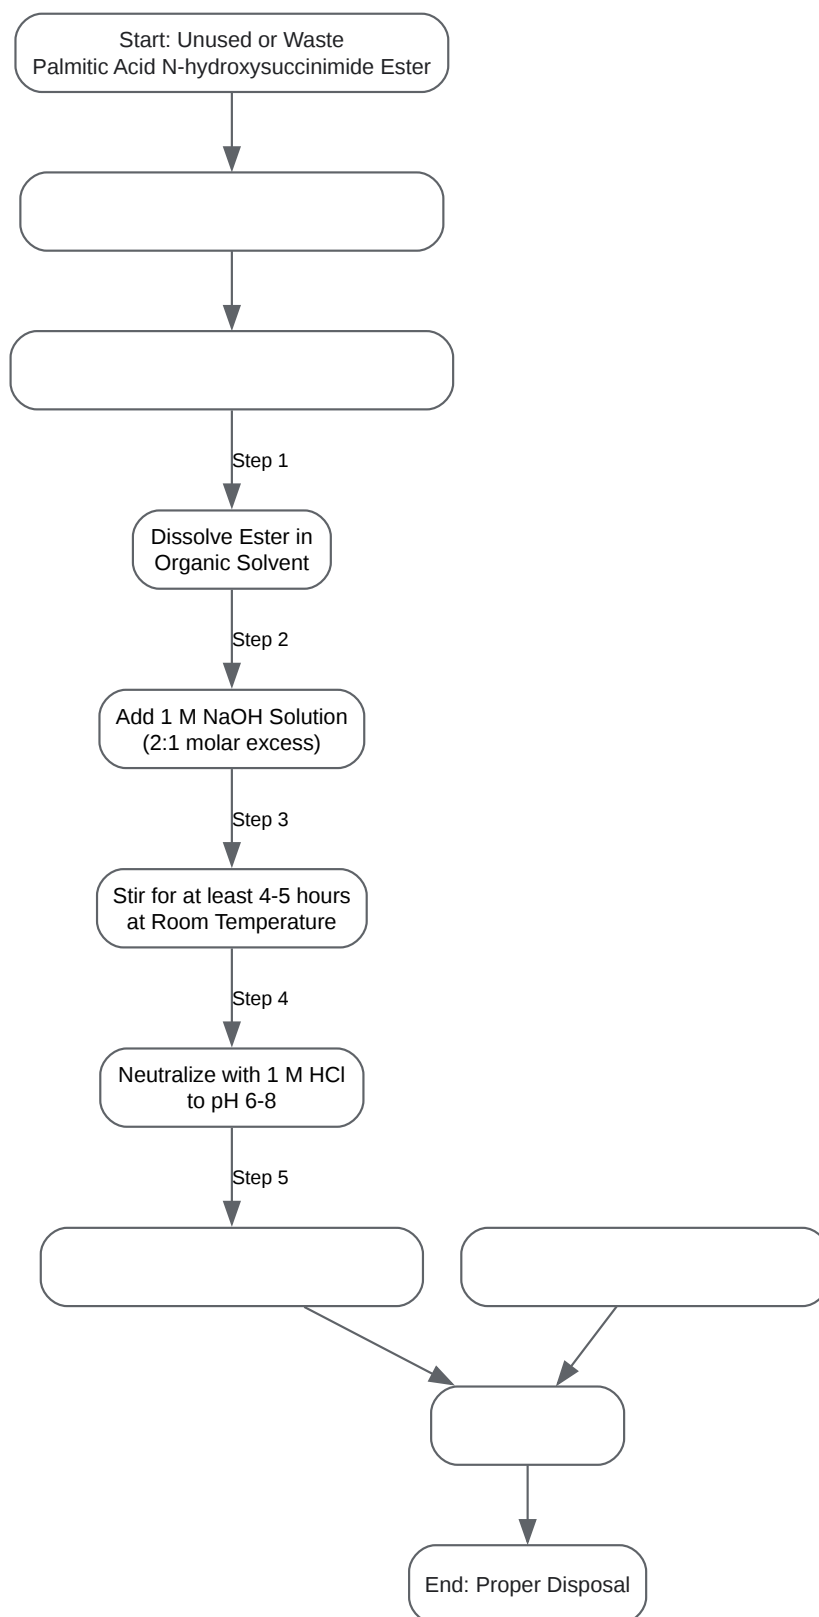 Start: Unused or Waste
Palmitic Acid N-hydroxysuccinimide Ester
Step 1
Dissolve Ester in
Organic Solvent
Step 2
Add 1 M NaOH Solution
(2:1 molar excess)
Step 3
Stir for at least 4-5 hours
at Room Temperature
Step 4
Neutralize with 1 M HCl
to pH 6-8
Step 5
End: Proper Disposal